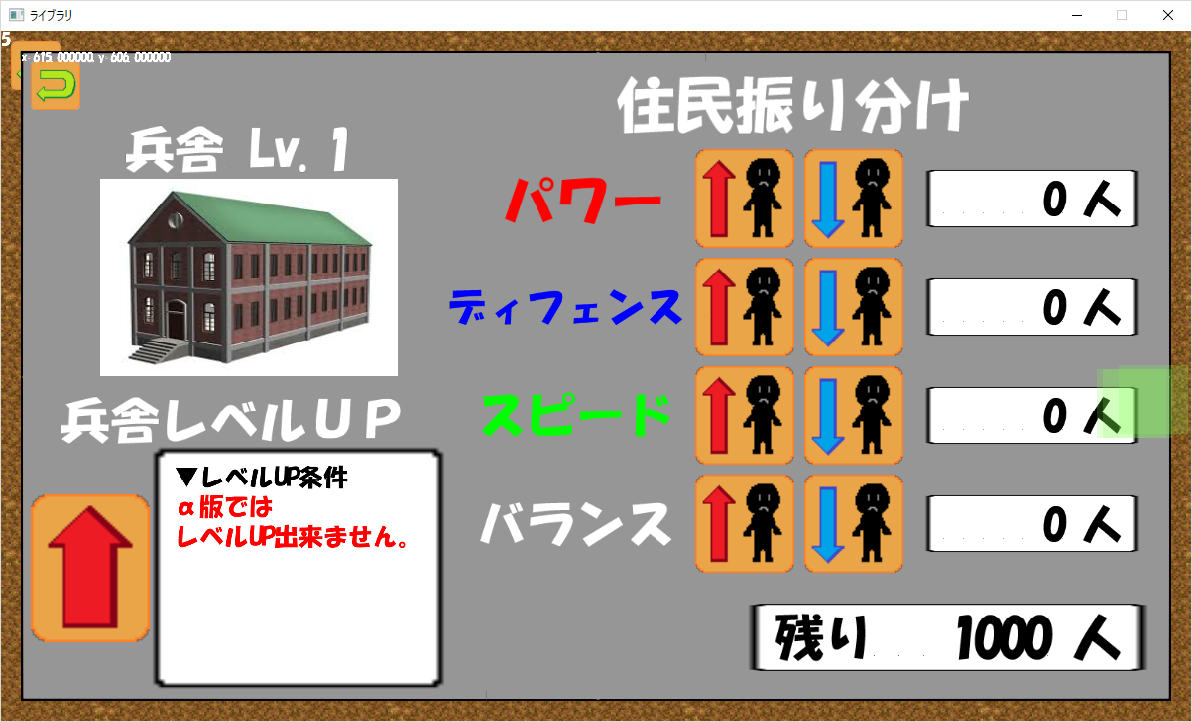 ライブラリ
5
x-615.000000. y-606.000000
住民振り分け
兵舎 Lv. 1
パワー
0 人
ディフェンス
0 人
スピード
0 人
バランス
0 人
残り 1000 人
兵舎レベルＵＰ
▼レベルUP条件
α版では
レベルUP出来ません。